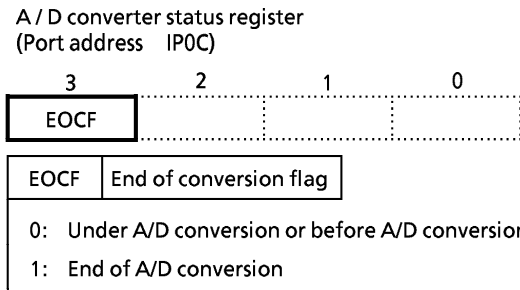 A / D converter status register
(Port address IP0C)
3 2 1 0
EOCF
EOCF End of conversion flag
0: Under A/D conversion or before A/D conversion
1: End of A/D conversion